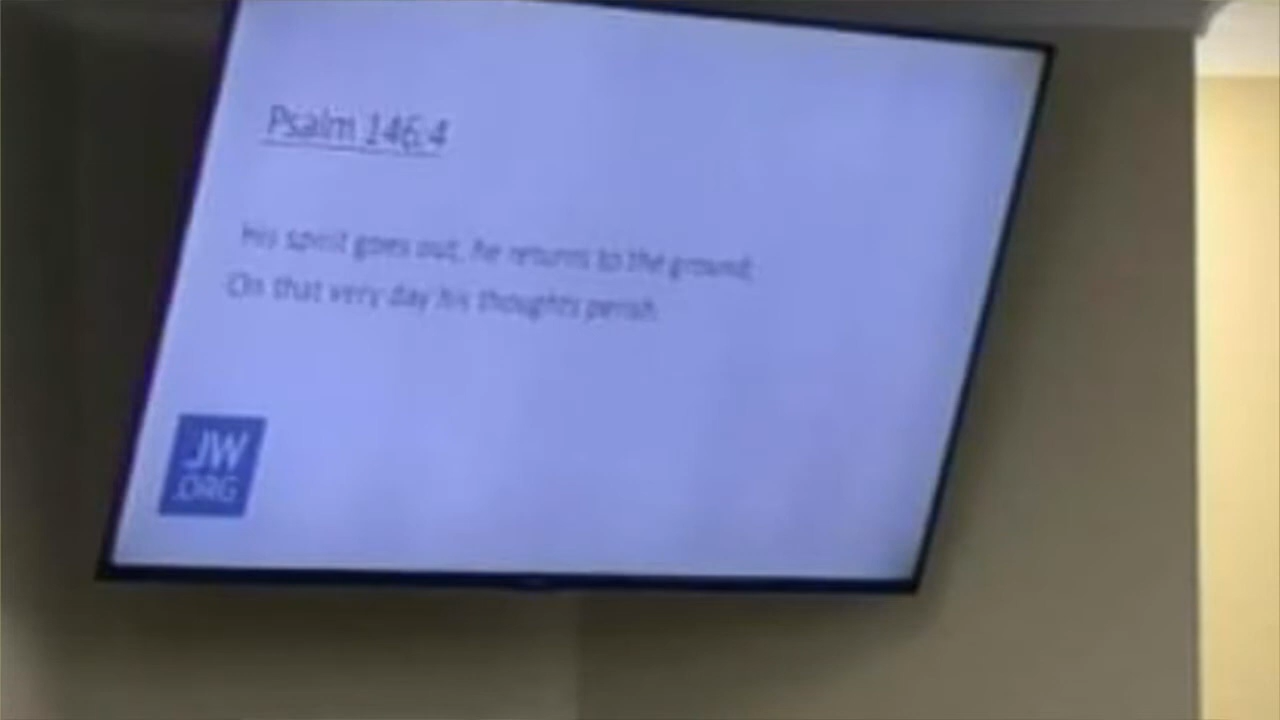 Psalm 146:4
His spirit goes out, he returns to the ground;
On that very day his thoughts perish.
JW
.ORG